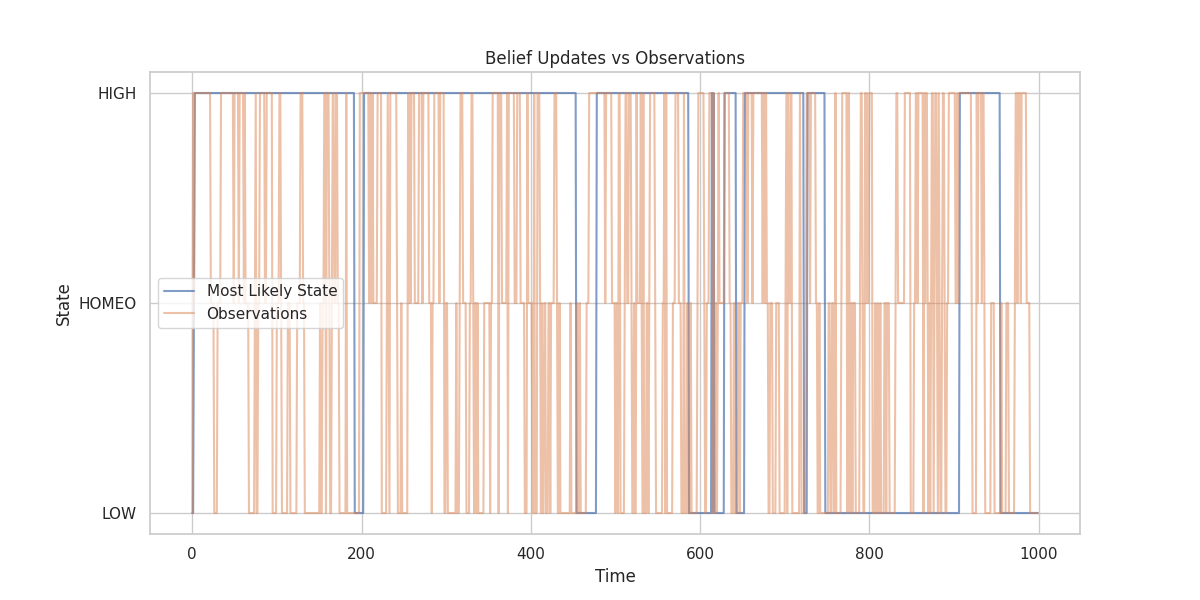 Belief Updates vs Observations
HIGH
HOMEO
LOW
State
Most Likely State
Observations
0
200
400
600
800
1000
Time